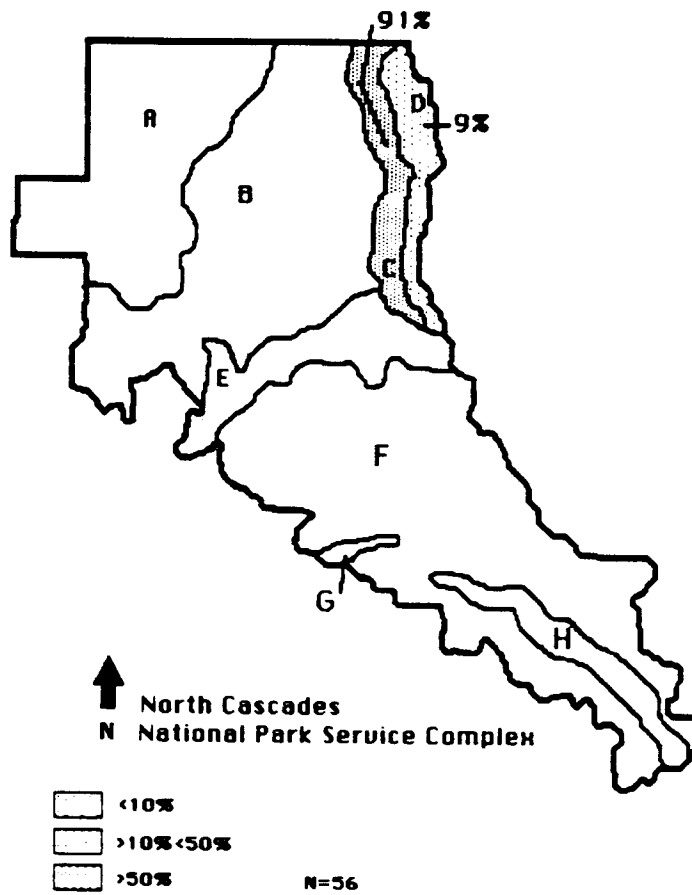 91%
A
D
9%
B
C
E
F
G
H
North Cascades
N National Park Service Complex
<10%
>10%<50%
>50%
N=56